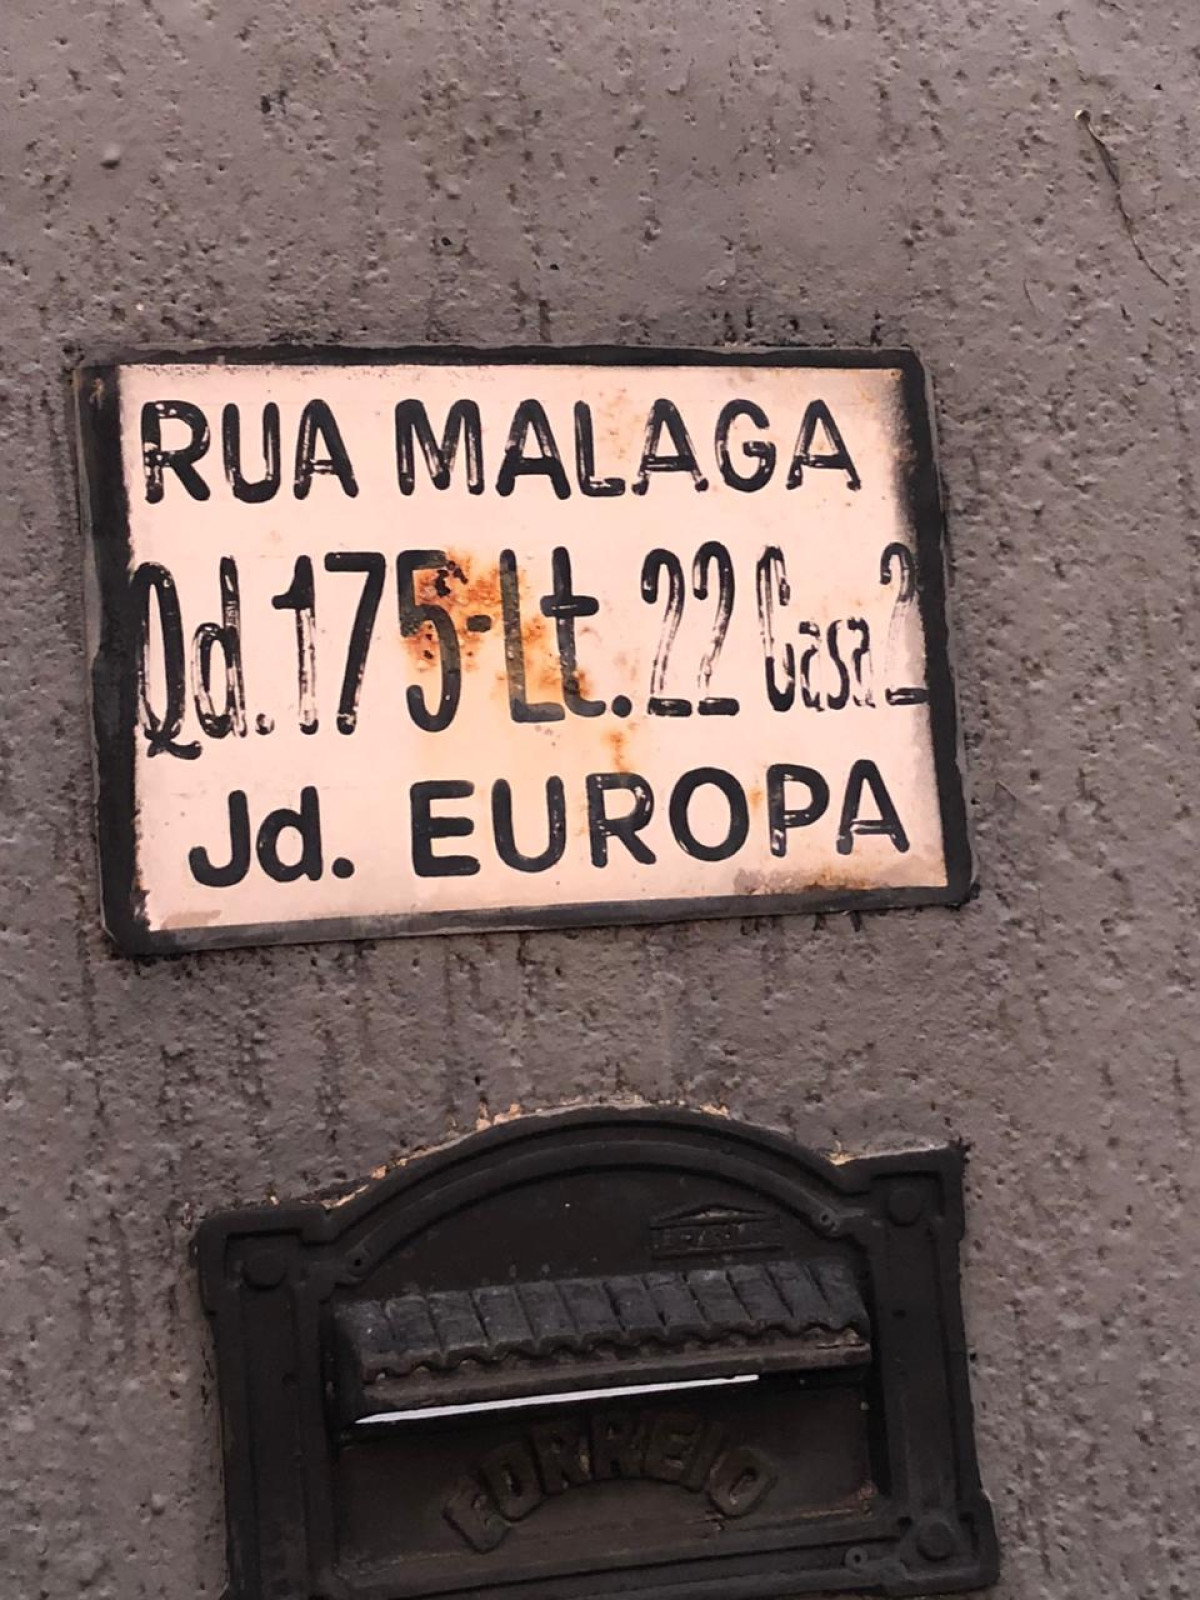 RUA MALAGA
Qd.175-Lt.22 Casa 2
Jd. EUROPA
CORREIO